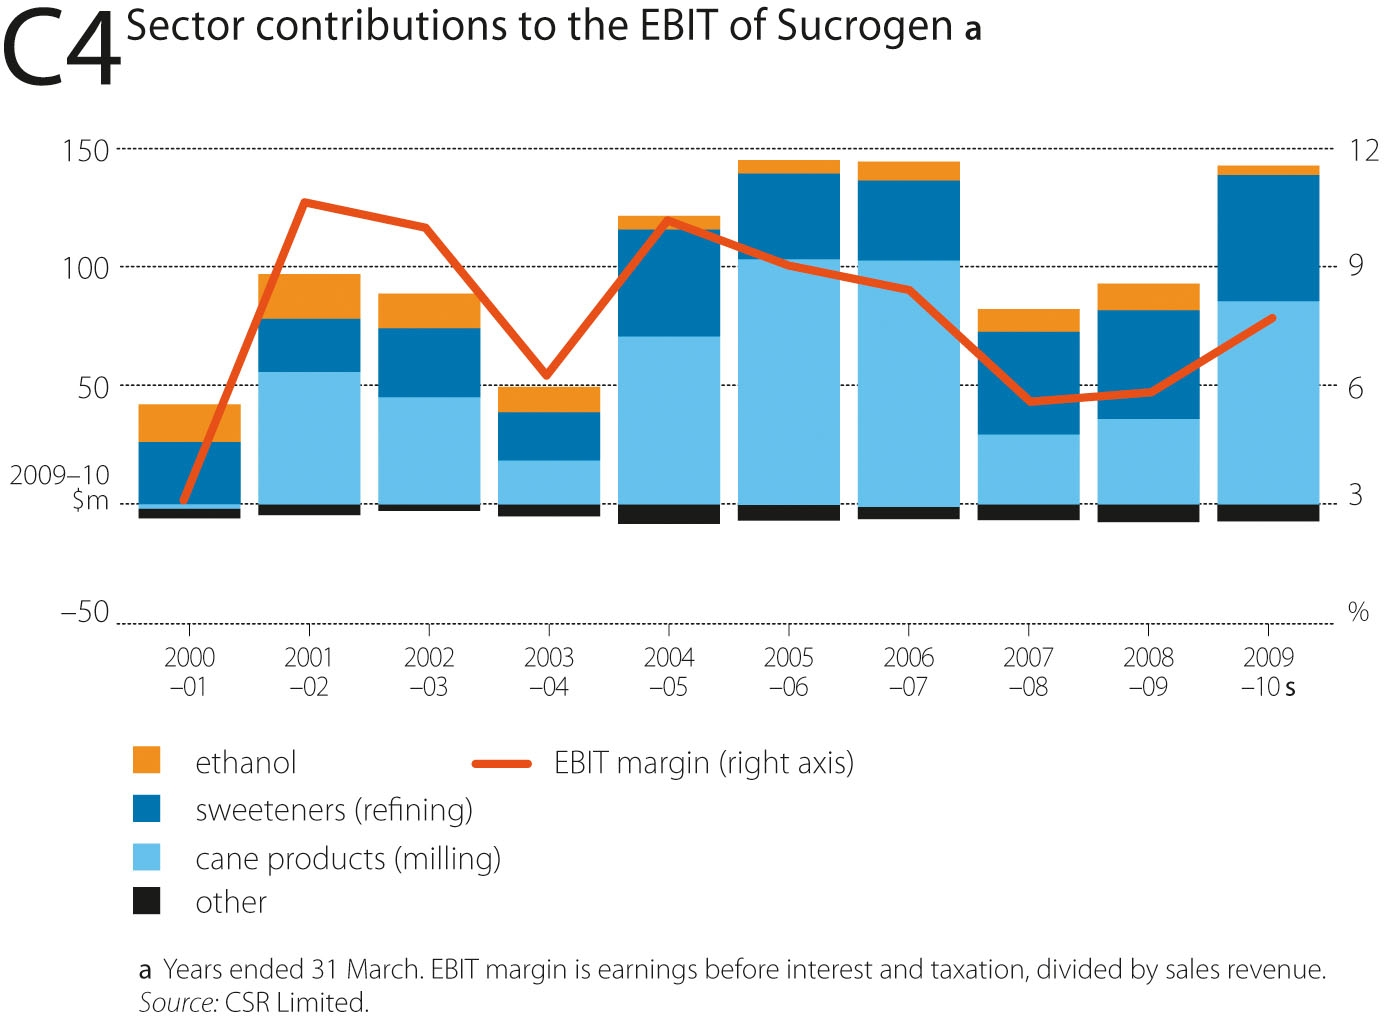 C4 Sector contributions to the EBIT of Sucrogen a
150 12
100 9
50 6
2009–10
$m 3
–50 %
2000 2001 2002 2003 2004 2005 2006 2007 2008 2009
–01 –02 –03 –04 –05 –06 –07 –08 –09 –10 s
ethanol EBIT margin (right axis)
sweeteners (refining)
cane products (milling)
other
a Years ended 31 March. EBIT margin is earnings before interest and taxation, divided by sales revenue.
Source: CSR Limited.